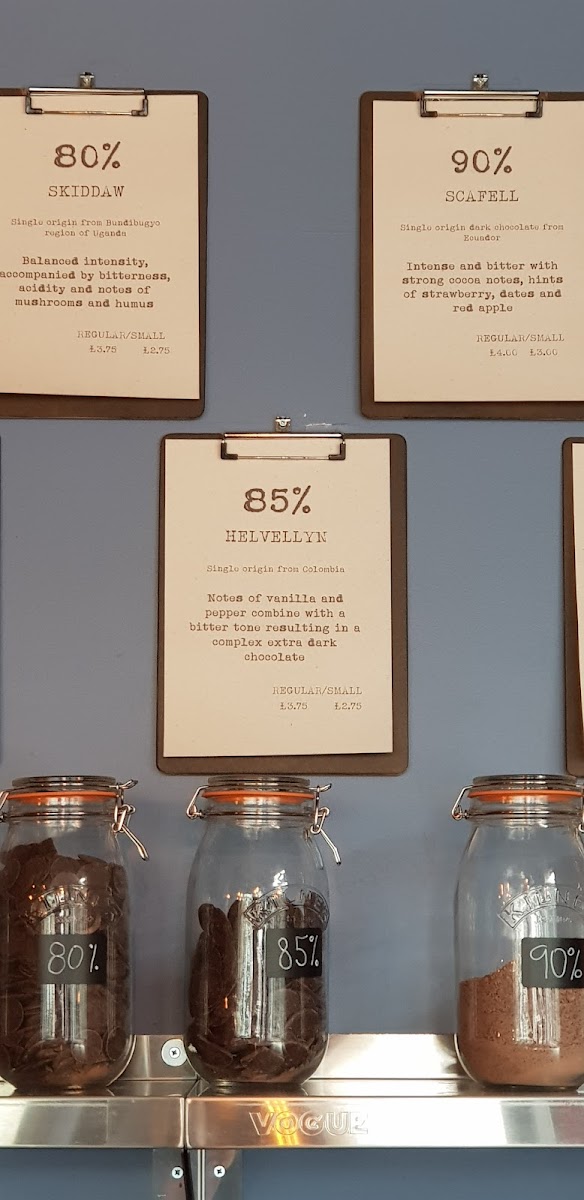 80%
SKIDDAW
Single origin from Bundibugyo
region of Uganda
Balanced intensity,
accompanied by bitterness,
acidity and notes of
mushrooms and humus
REGULAR/SMALL
£3.75 £2.75
90%
SCAFELL
Single origin dark chocolate from
Ecuador
Intense and bitter with
strong cocoa notes, hints
of strawberry, dates and
red apple
REGULAR/SMALL
£4.00 £3.00
85%
HELVELLYN
Single origin from Colombia
Notes of vanilla and
pepper combine with a
bitter tone resulting in a
complex extra dark
chocolate
REGULAR/SMALL
£3.75 £2.75
KILNER
80%
KILNER
85%
KILNER
90%
VOGUE